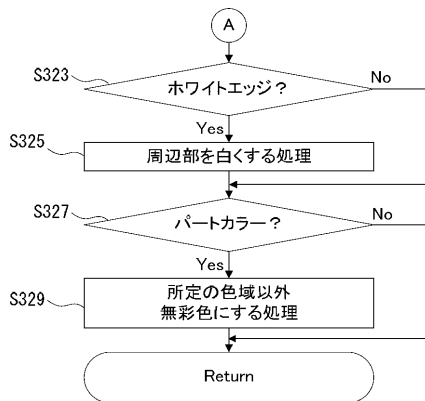 A
S323
ホワイトエッジ?
No
Yes
S325
周辺部を白くする処理
S327
パートカラー?
No
Yes
S329
所定の色域以外
無彩色にする処理
Return